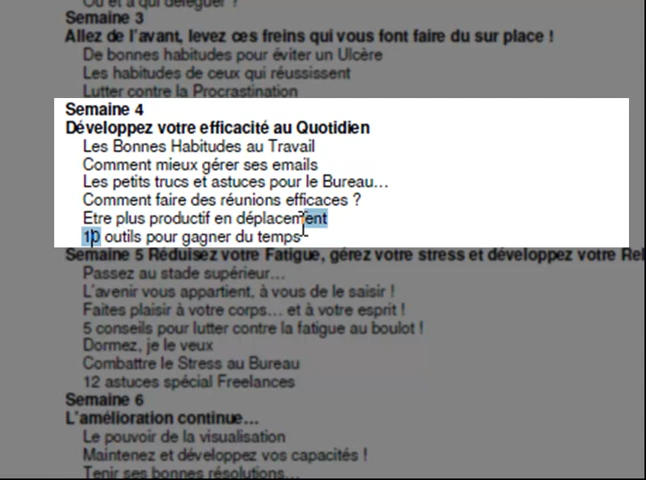 Où et à qui déléguer ?
Semaine 3
Allez de l'avant, levez ces freins qui vous font faire du sur place !
De bonnes habitudes pour éviter un Ulcère
Les habitudes de ceux qui réussissent
Lutter contre la Procrastination
Semaine 4
Développez votre efficacité au Quotidien
Les Bonnes Habitudes au Travail
Comment mieux gérer ses emails
Les petits trucs et astuces pour le Bureau…
Comment faire des réunions efficaces ?
Etre plus productif en déplacement
10 outils pour gagner du temps
Semaine 5 Réduisez votre Fatigue, gérez votre stress et développez votre Rel
Passez au stade supérieur…
L'avenir vous appartient, à vous de le saisir !
Faites plaisir à votre corps… et à votre esprit !
5 conseils pour lutter contre la fatigue au boulot !
Dormez, je le veux
Combattre le Stress au Bureau
12 astuces spécial Freelances
Semaine 6
L'amélioration continue…
Le pouvoir de la visualisation
Maintenez et développez vos capacités !
Tenir ses bonnes résolutions…